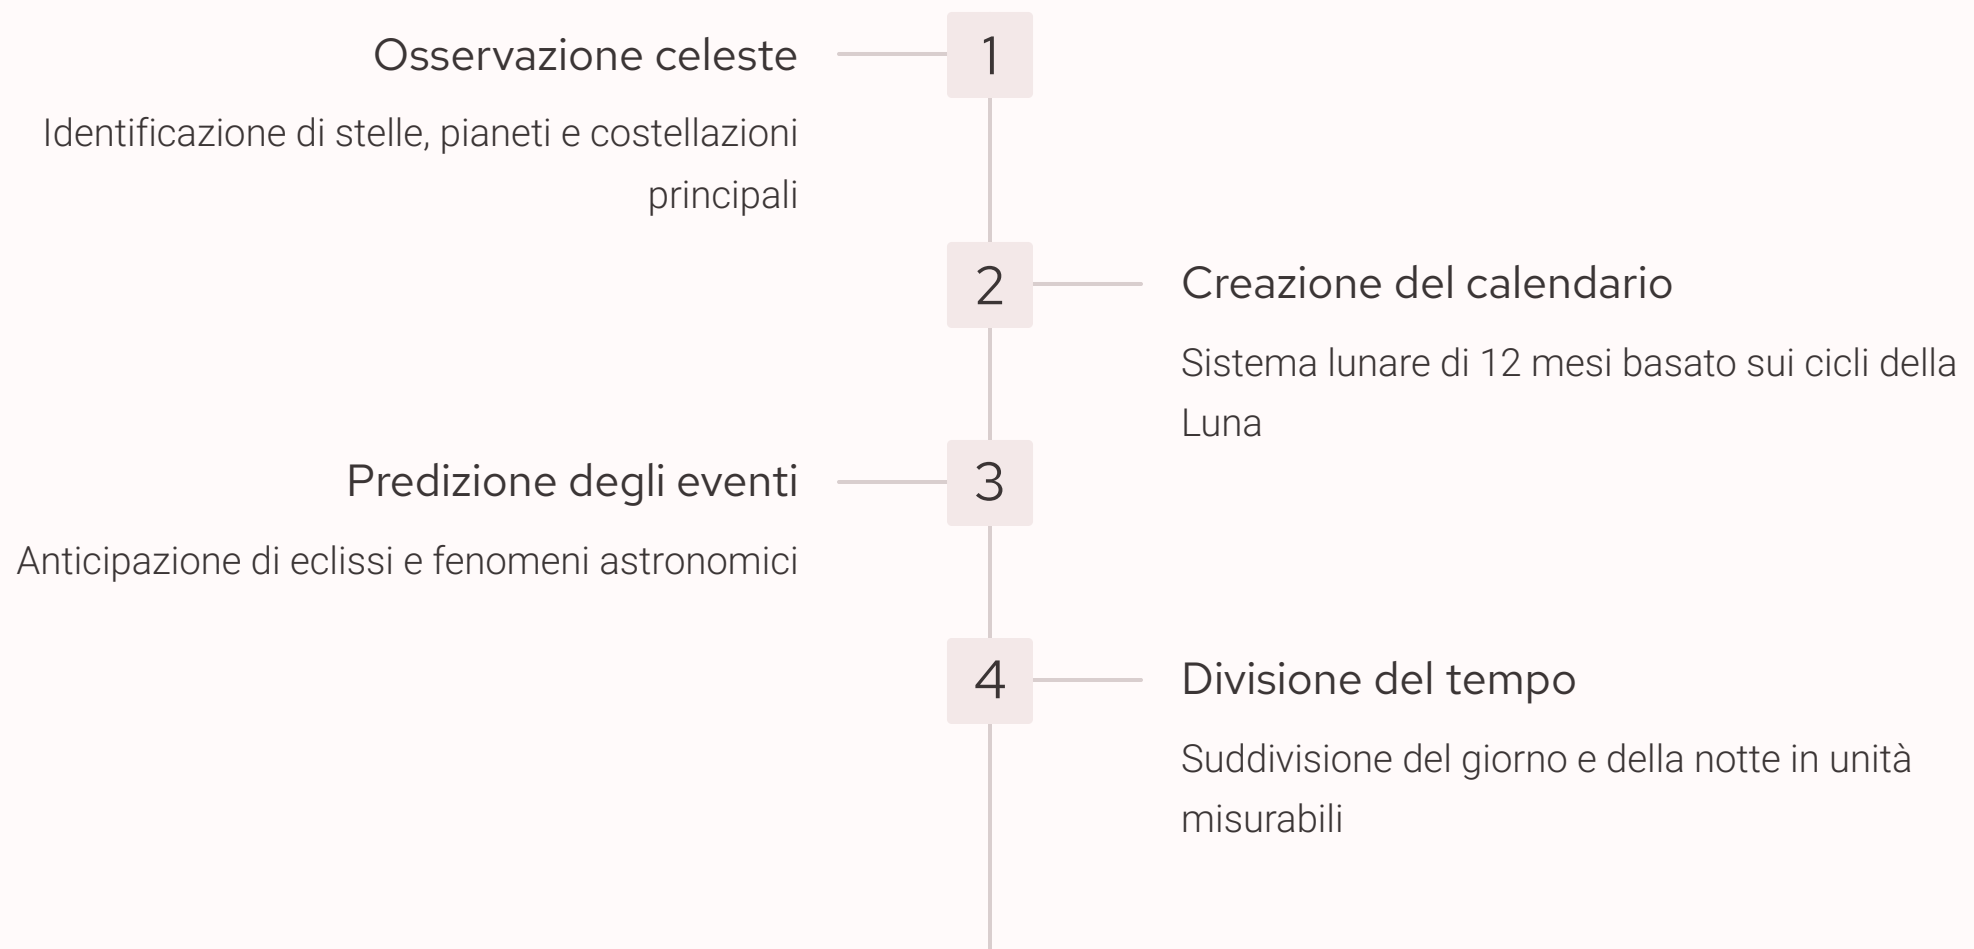 1
Osservazione celeste
Identificazione di stelle, pianeti e costellazioni
principali
2
Creazione del calendario
Sistema lunare di 12 mesi basato sui cicli della
Luna
3
Predizione degli eventi
Anticipazione di eclissi e fenomeni astronomici
4
Divisione del tempo
Suddivisione del giorno e della notte in unità
misurabili